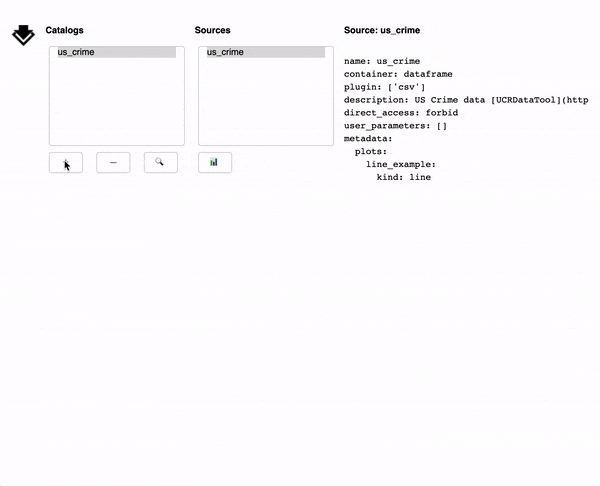 Catalogs
us_crime
Sources
us_crime
Source: us_crime
name: us_crime
container: dataframe
plugin: ['csv']
description: US Crime data [UCRDataTool](http
direct_access: forbid
user_parameters: []
metadata:
plots:
line_example:
kind: line